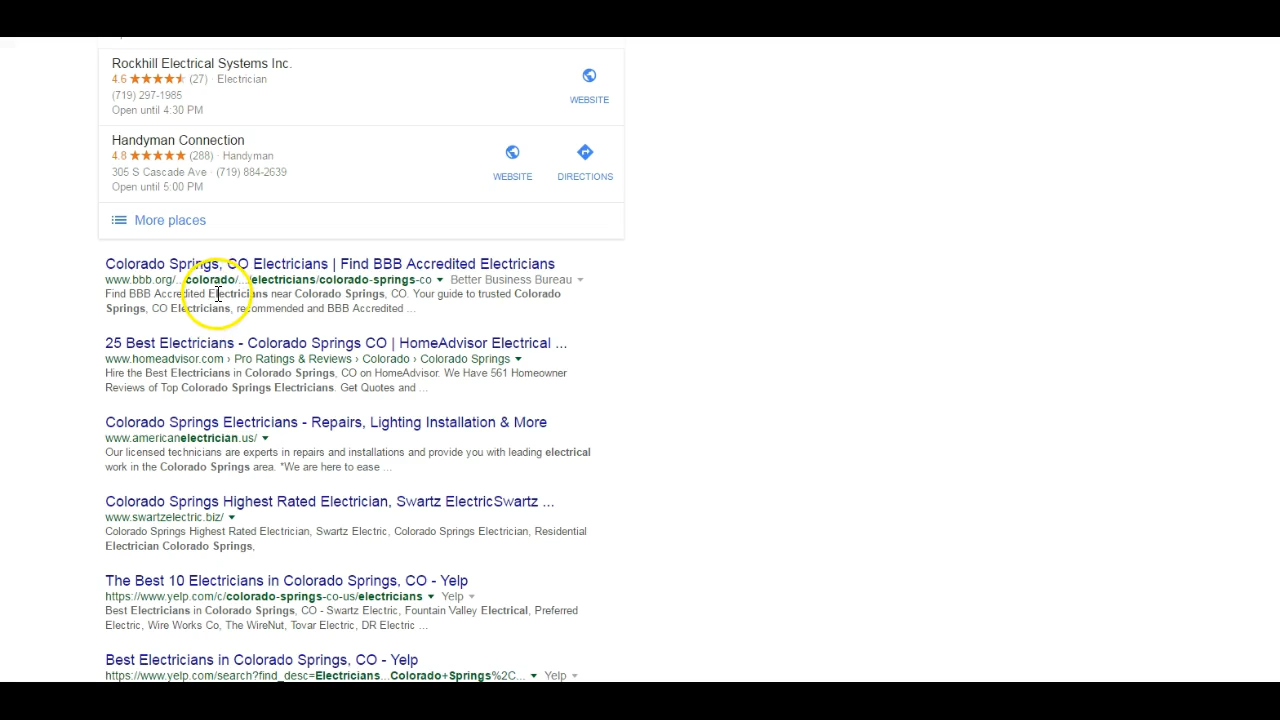 Rockhill Electrical Systems Inc.
4.6 ★★★★★ (27) · Electrician
(719) 297-1985
Open until 4:30 PM
WEBSITE
Handyman Connection
4.8 ★★★★★ (288) · Handyman
305 S Cascade Ave · (719) 884-2639
Open until 5:00 PM
WEBSITE
DIRECTIONS
More places
Colorado Springs, CO Electricians | Find BBB Accredited Electricians
www.bbb.org/...colorado/.../electricians/colorado-springs-co ▾ Better Business Bureau ▾
Find BBB Accredited Electricians near Colorado Springs, CO. Your guide to trusted Colorado
Springs, CO Electricians, recommended and BBB Accredited ...
25 Best Electricians - Colorado Springs CO | HomeAdvisor Electrical ...
www.homeadvisor.com › Pro Ratings & Reviews › Colorado › Colorado Springs ▾
Hire the Best Electricians in Colorado Springs, CO on HomeAdvisor. We Have 561 Homeowner
Reviews of Top Colorado Springs Electricians. Get Quotes and ...
Colorado Springs Electricians - Repairs, Lighting Installation & More
www.americanelectrician.us/ ▾
Our licensed technicians are experts in repairs and installations and provide you with leading electrical
work in the Colorado Springs area. *We are here to ease ...
Colorado Springs Highest Rated Electrician, Swartz ElectricSwartz ...
www.swartzelectric.biz/ ▾
Colorado Springs Highest Rated Electrician, Swartz Electric, Colorado Springs Electrician, Residential
Electrician Colorado Springs,
The Best 10 Electricians in Colorado Springs, CO - Yelp
https://www.yelp.com/c/colorado-springs-co-us/electricians ▾ Yelp ▾
Best Electricians in Colorado Springs, CO - Swartz Electric, Fountain Valley Electrical, Preferred
Electric, Wire Works Co, The WireNut, Tovar Electric, DR Electric ...
Best Electricians in Colorado Springs, CO - Yelp
https://www.yelp.com/search?find_desc=Electricians...Colorado+Springs%2C... ▾ Yelp ▾